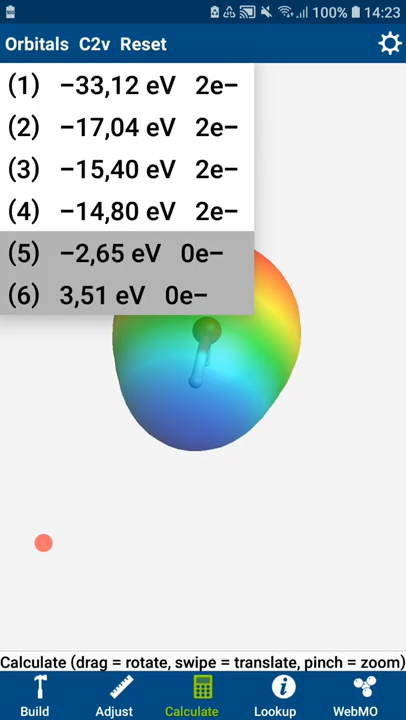 100% 14:23
Orbitals C2v Reset
(1) −33,12 eV 2e−
(2) −17,04 eV 2e−
(3) −15,40 eV 2e−
(4) −14,80 eV 2e−
(5) −2,65 eV 0e−
(6) 3,51 eV 0e−
Calculate (drag = rotate, swipe = translate, pinch = zoom)
Build Adjust Calculate Lookup WebMO